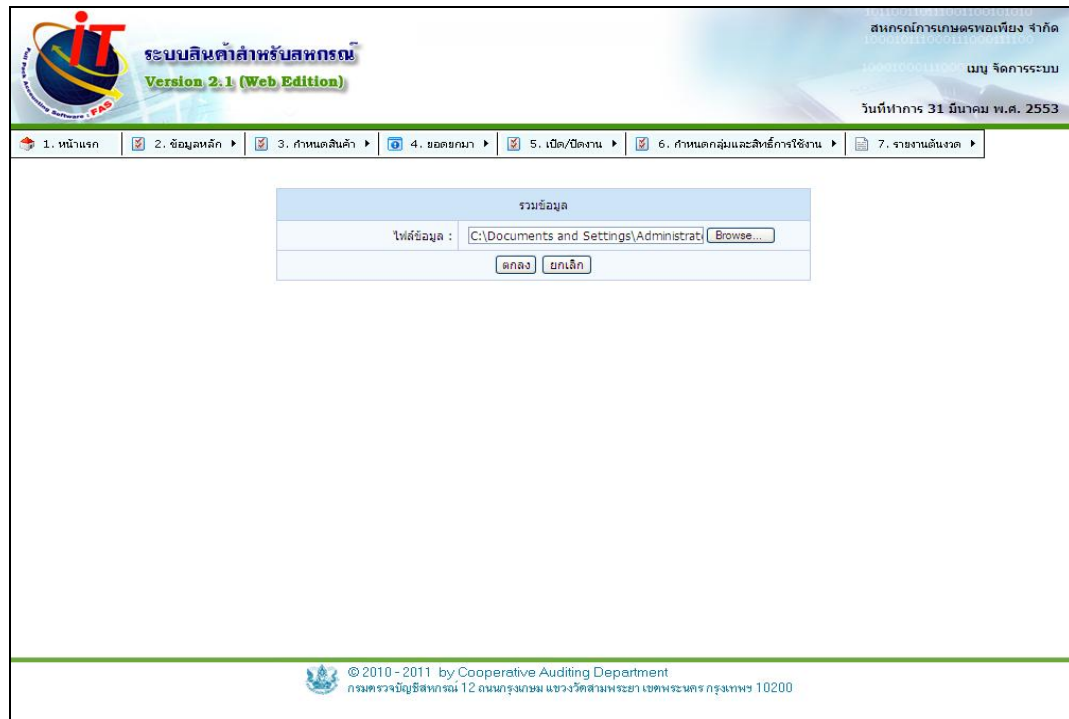 สหกรณ์การเกษตรพอเพียง จำกัด
ระบบสินค้าสำหรับสหกรณ์
Version 2.1 (Web Edition)
เมนู จัดการระบบ
วันที่ทำการ 31 มีนาคม พ.ศ. 2553
iT
Full Pack Accounting Software : FAS
1. หน้าแรก 2. ข้อมูลหลัก 3. กำหนดสินค้า 4. ยอดยกมา 5. เปิด/ปิดงาน 6. กำหนดกลุ่มและสิทธิ์การใช้งาน 7. รายงานต้นงวด
รวมข้อมูล
ไฟล์ข้อมูล : C:\Documents and Settings\Administrat Browse...
ตกลง ยกเลิก
© 2010 - 2011 by Cooperative Auditing Department
กรมตรวจบัญชีสหกรณ์ 12 ถนนกรุงเกษม แขวงวัดสามพระยา เขตพระนคร กรุงเทพฯ 10200